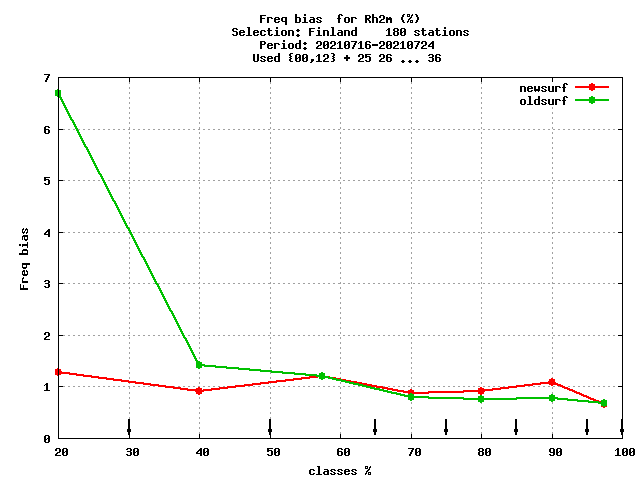 Freq bias  for Rh2m (%)
Selection: Finland    180 stations
Period: 20210716-20210724
Used {00,12} + 25 26 ... 36
newsurf
oldsurf
7
6
5
4
3
2
1
0
Freq bias
20 30 40 50 60 70 80 90 100
classes %